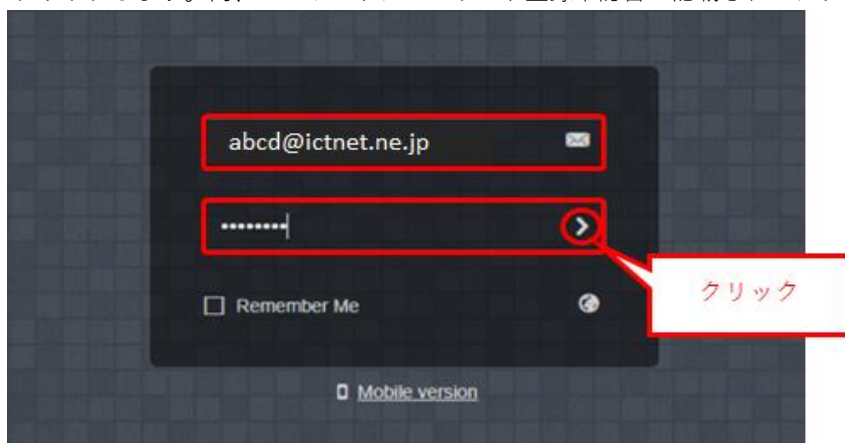 abcd@ictnet.ne.jp
••••••••
クリック
Remember Me
Mobile version